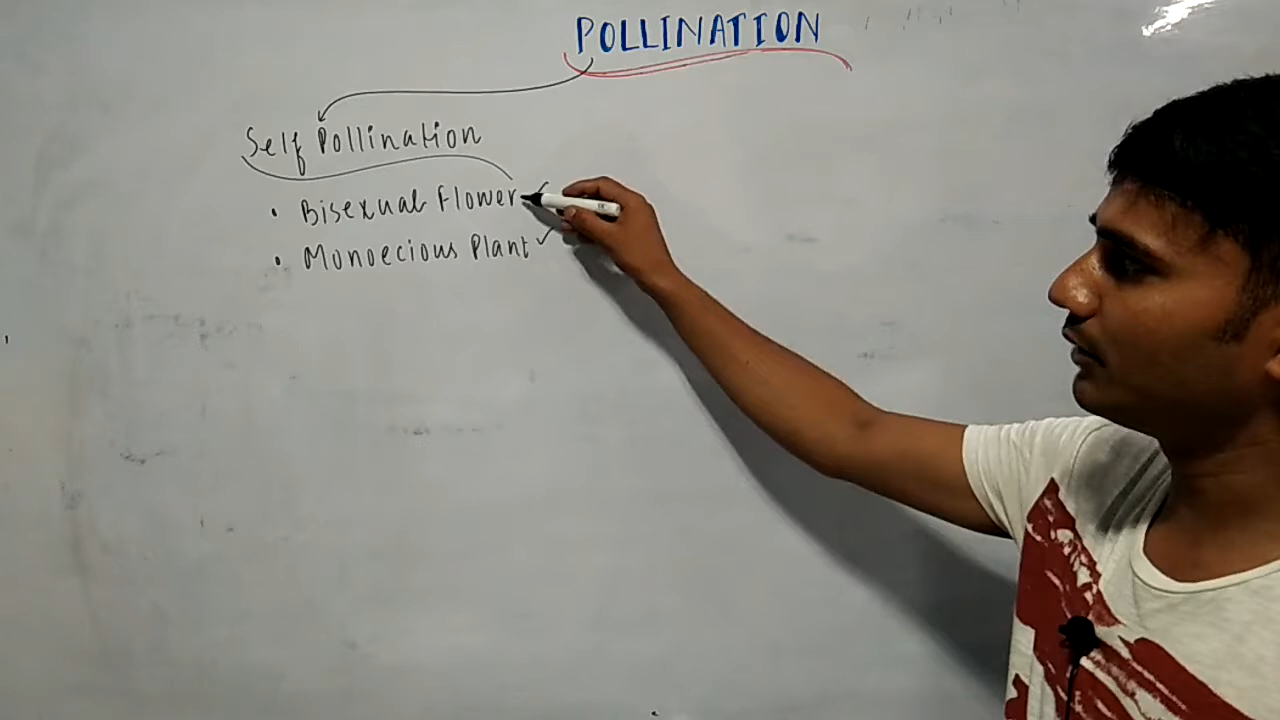 POLLINATION
Self Pollination
• Bisexual Flower ✓
• Monoecious Plant ✓